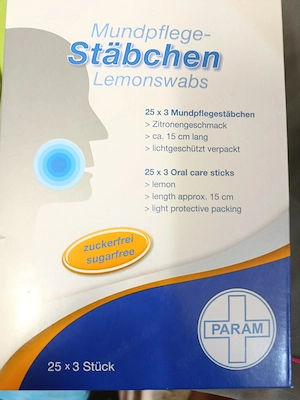 Mundpflege-
Stäbchen
Lemonswabs
25 x 3 Mundpflegestäbchen
> Zitronengeschmack
> ca. 15 cm lang
> lichtgeschützt verpackt
25 x 3 Oral care sticks
> lemon
> length approx. 15 cm
> light protective packing
zuckerfrei
sugarfree
PARAM
25 x 3 Stück